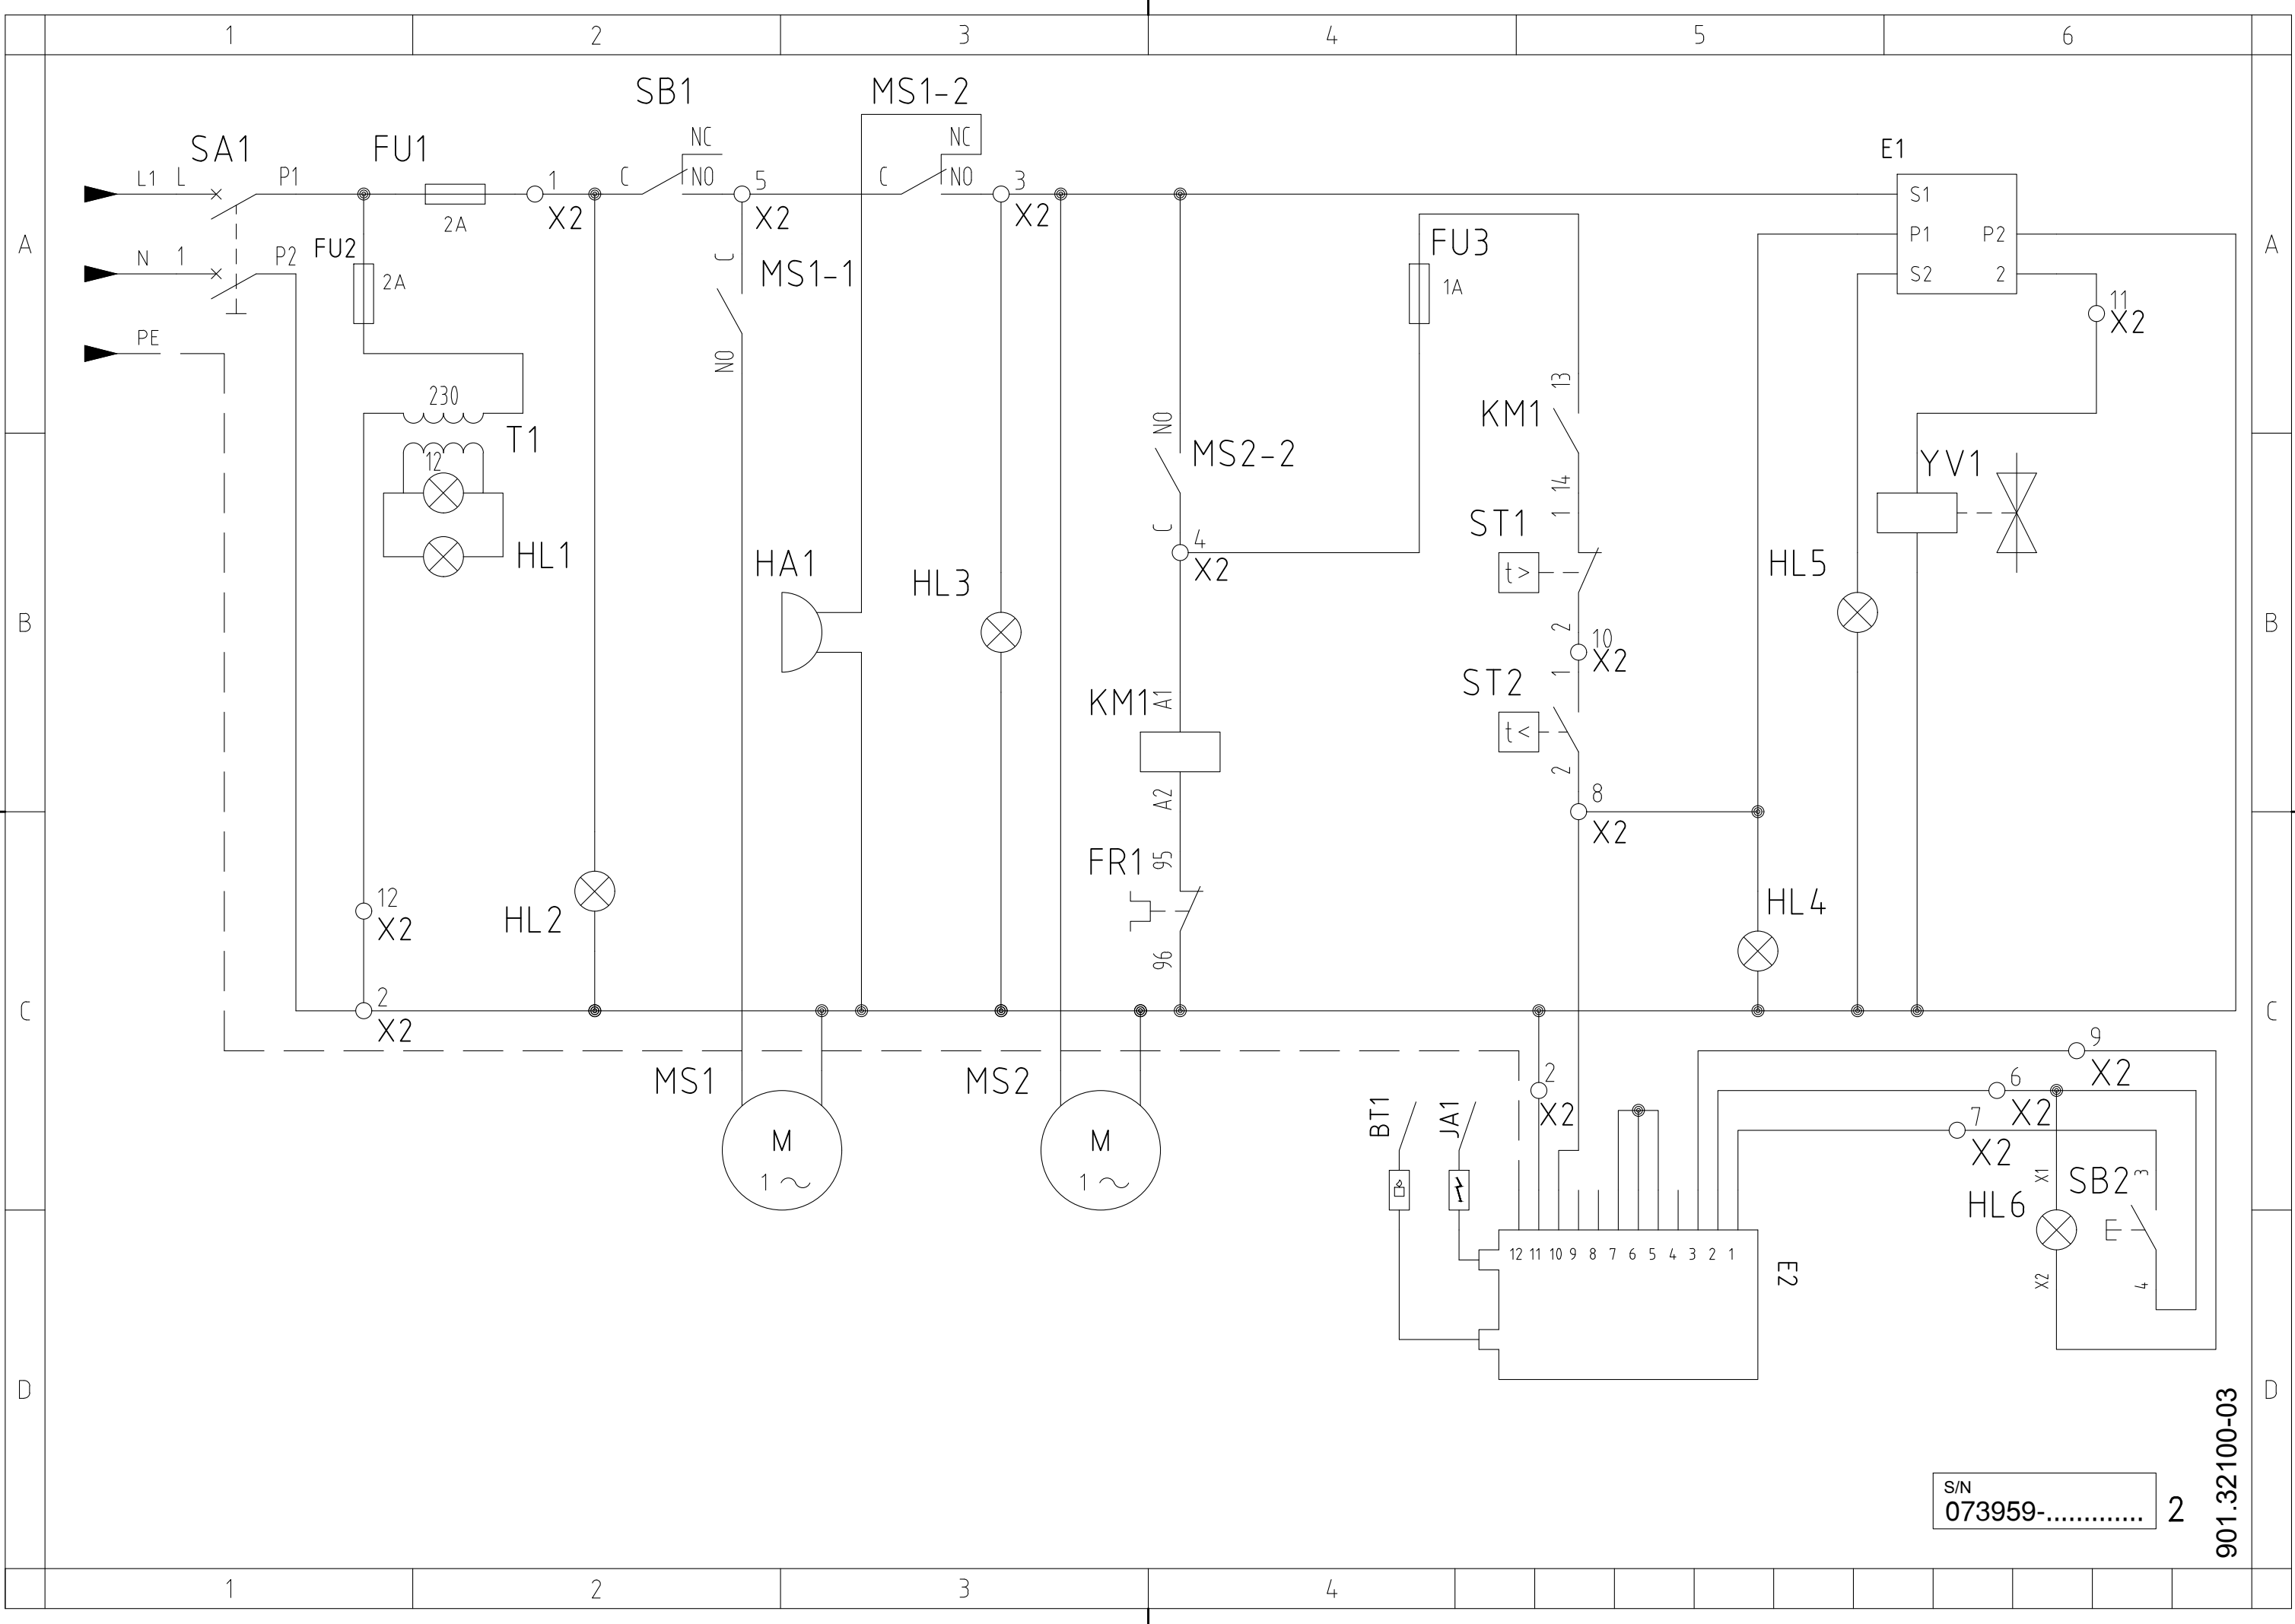 1 2 3 4 5 6
SB1 MS1-2
NC NC
SA1 FU1 E1
L1 L P1 1 C NO 5 C NO 3 S1
2A X2 X2 X2
A FU3 P1 P2 A
N 1 P2 FU2 C MS1-1 S2 2
2A 1A
11
X2
PE
NO
13
230
KM1
NO
T1 MS2-2
12 YV1
14
1
ST1
C
HL1 HA1 4
X2
HL5
HL3 t>
B B
2 10
X2
1
ST2
KM1 A1
t<
2
A2 8
X2
FR1 95
12 HL4
X2 HL2
96
C 2 C
X2
9
X2
MS1 MS2 2 6
X2 X2
BT1 JA1 7
X2
M M
1 1
X1 SB2 3
HL6
E
12 11 10 9 8 7 6 5 4 3 2 1
E2
X2 4
D D
S/N
073959-............. 2
901.32100-03
1 2 3 4